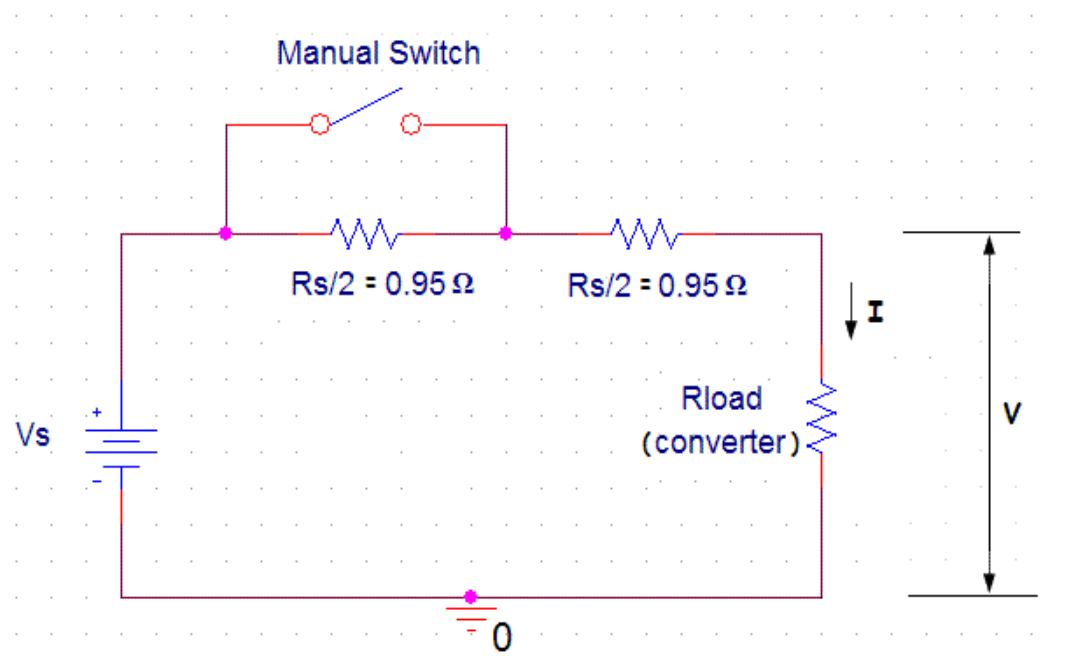 Manual Switch
Rs/2 = 0.95 Ω
Rs/2 = 0.95 Ω
I
Rload
(converter)
V
+
Vs
-
0